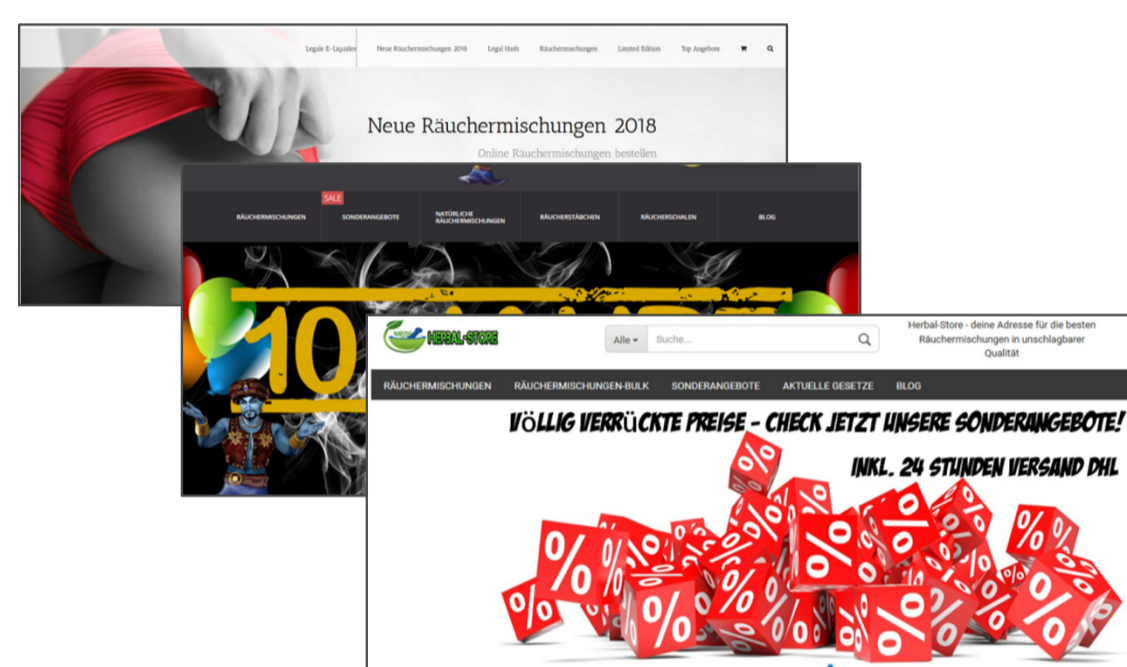 Legale E-Liquides Neue Räuchermischungen 2018 Legal Hash Räuchermischungen Limited Edition Top Angebote
Neue Räuchermischungen 2018
Online Räuchermischungen bestellen
SALE
RÄUCHERMISCHUNGEN SONDERANGEBOTE NATÜRLICHE RÄUCHERSTÄBCHEN RÄUCHERSCHALEN BLOG
RÄUCHERMISCHUNGEN
10
HERBAL-STORE
Alle Suche...
Herbal-Store - deine Adresse für die besten
Räuchermischungen in unschlagbarer
Qualität
RÄUCHERMISCHUNGEN RÄUCHERMISCHUNGEN-BULK SONDERANGEBOTE AKTUELLE GESETZE BLOG
VÖLLIG VERRÜCKTE PREISE - CHECK JETZT UNSERE SONDERANGEBOTE!
INKL. 24 STUNDEN VERSAND DHL